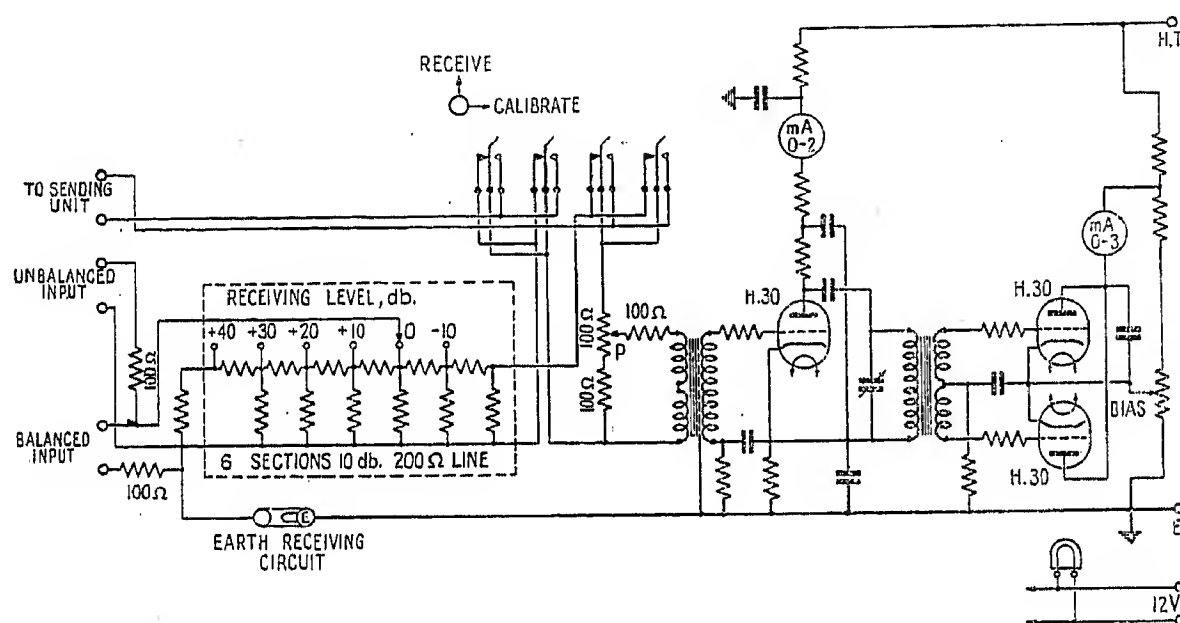 RECEIVE
CALIBRATE
H.T
mA
0-2
TO SENDING
UNIT
mA
0-3
UNBALANCED
INPUT
RECEIVING LEVEL, db.
+40 +30 +20 +10 0 -10
100Ω
100Ω
100Ω
P
100Ω
H.30
H.30
BIAS
BALANCED
INPUT
6 SECTIONS 10 db. 200Ω LINE
100Ω
H.30
E
EARTH RECEIVING
CIRCUIT
E
12V